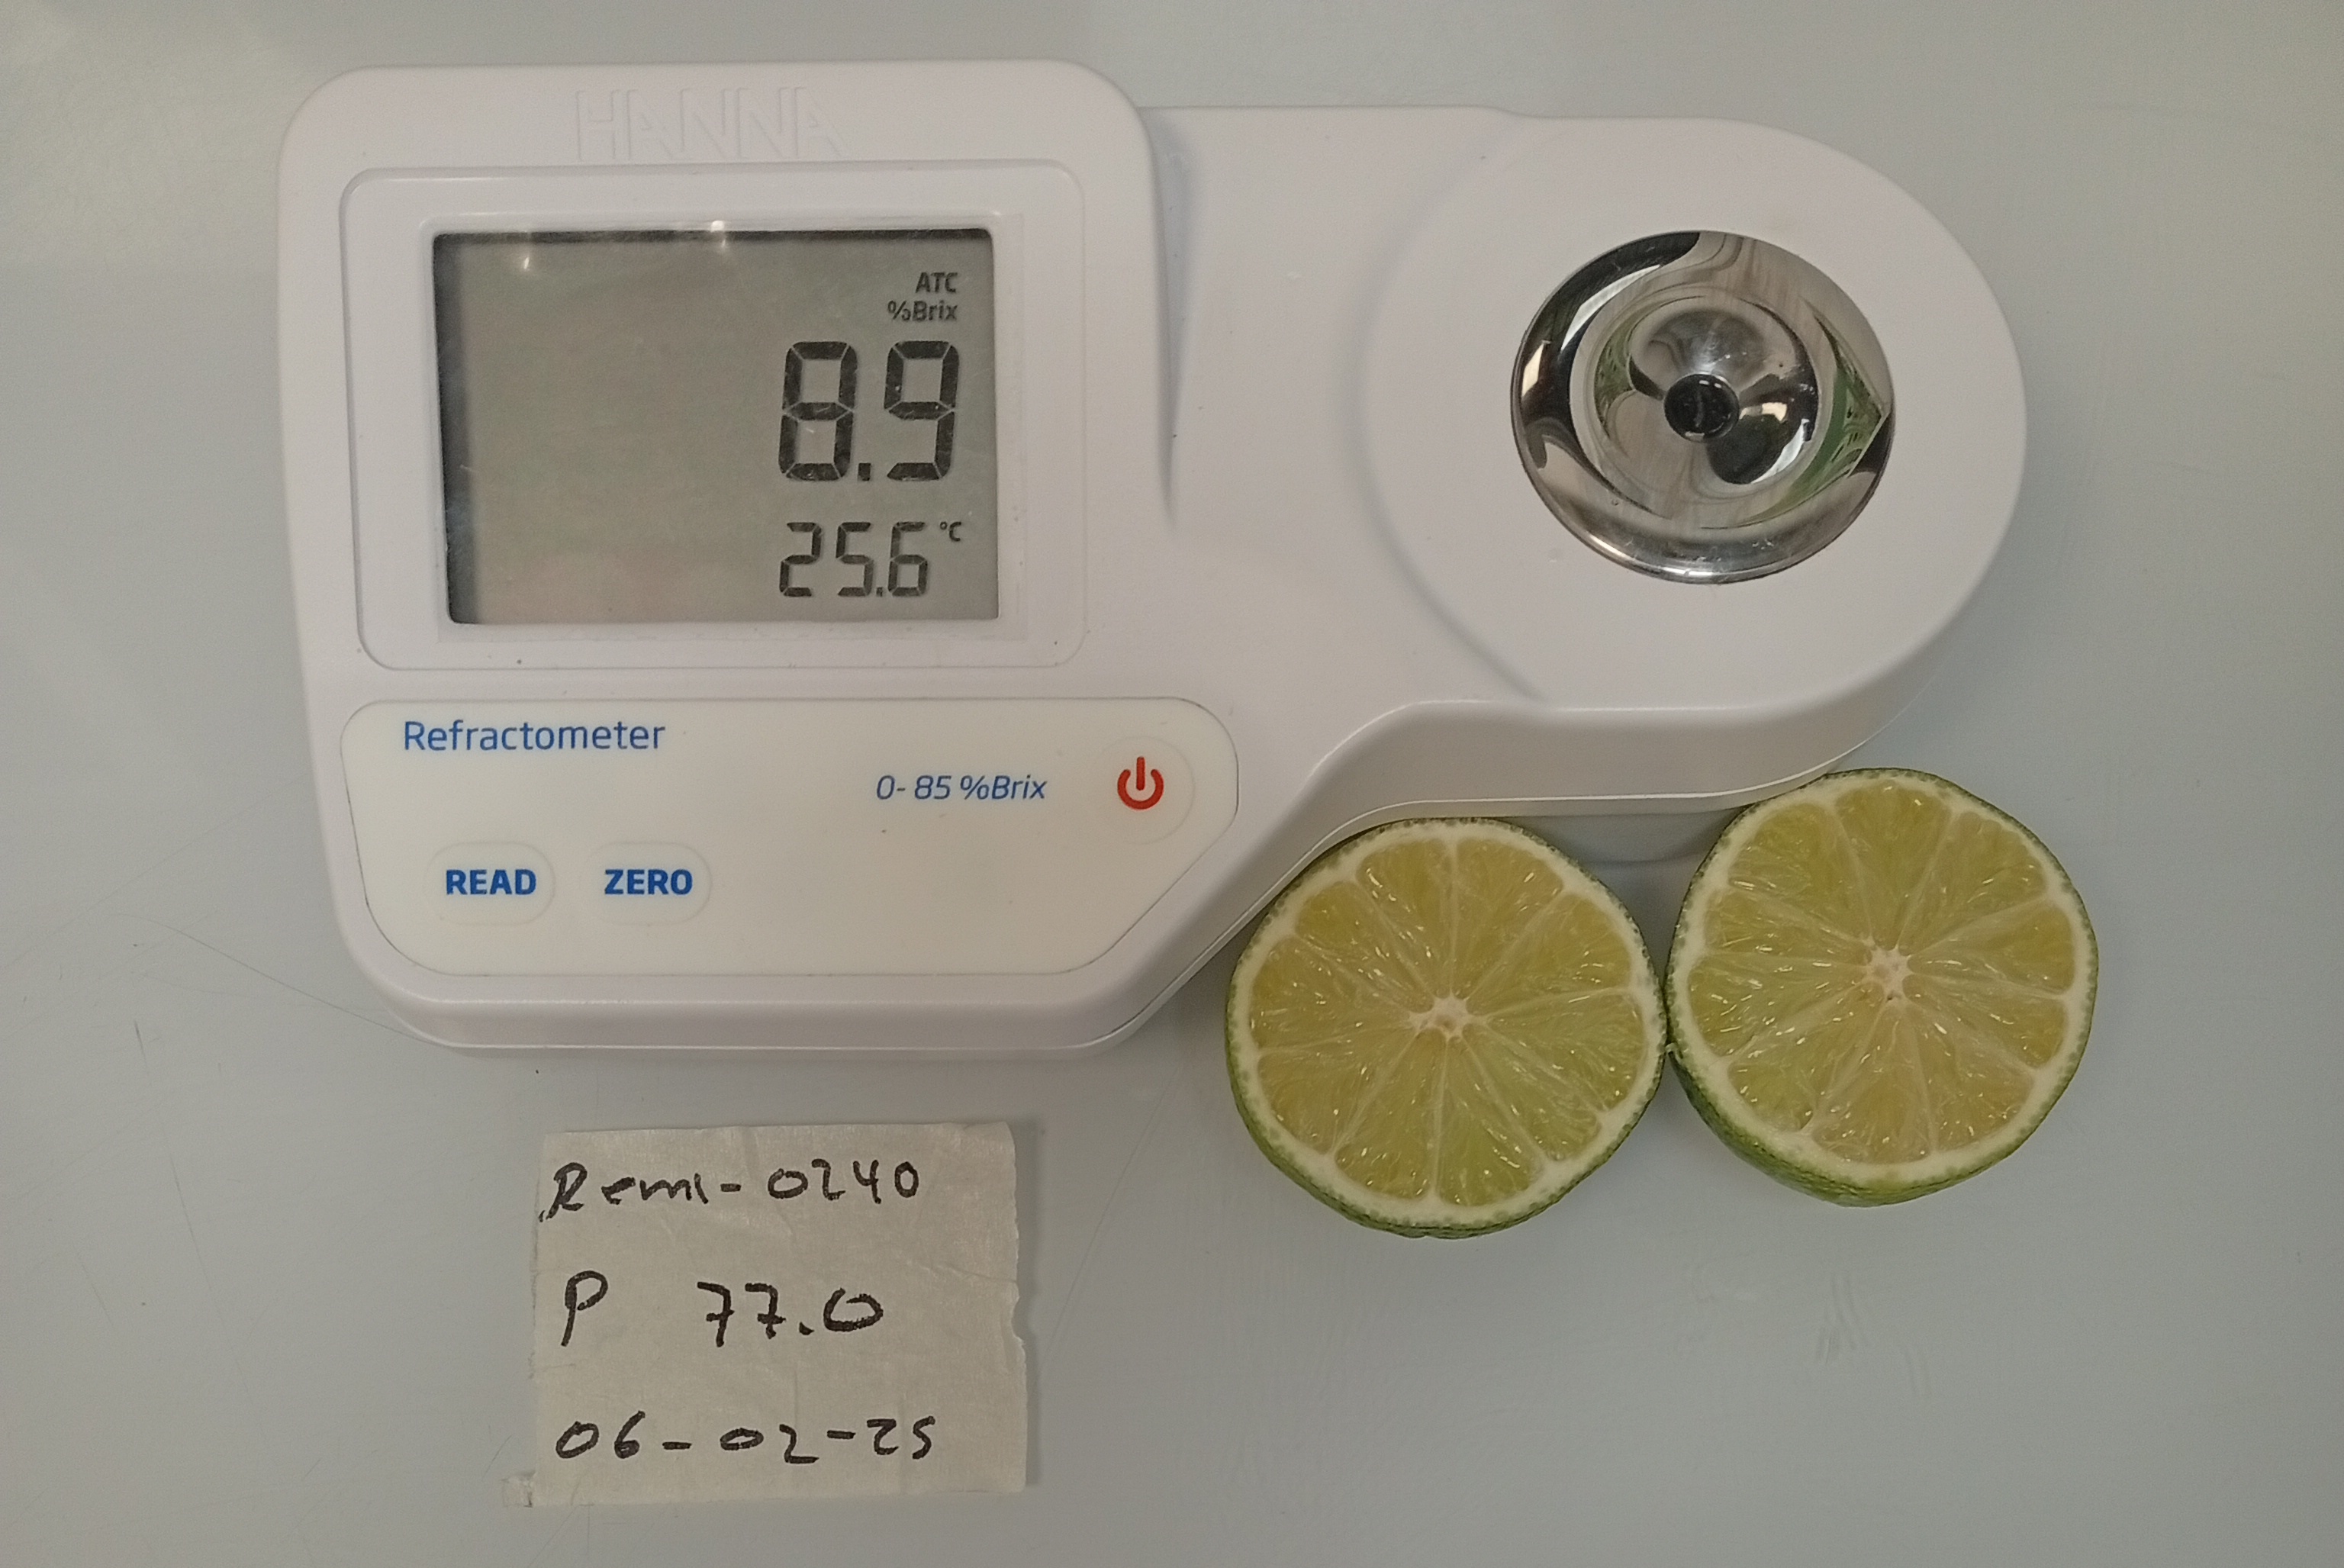 HANNA
ATC
%Brix
8.9
25.6 °C
Refractometer
0-85 %Brix
READ ZERO
Remi-0240
P 77.0
06-02-25